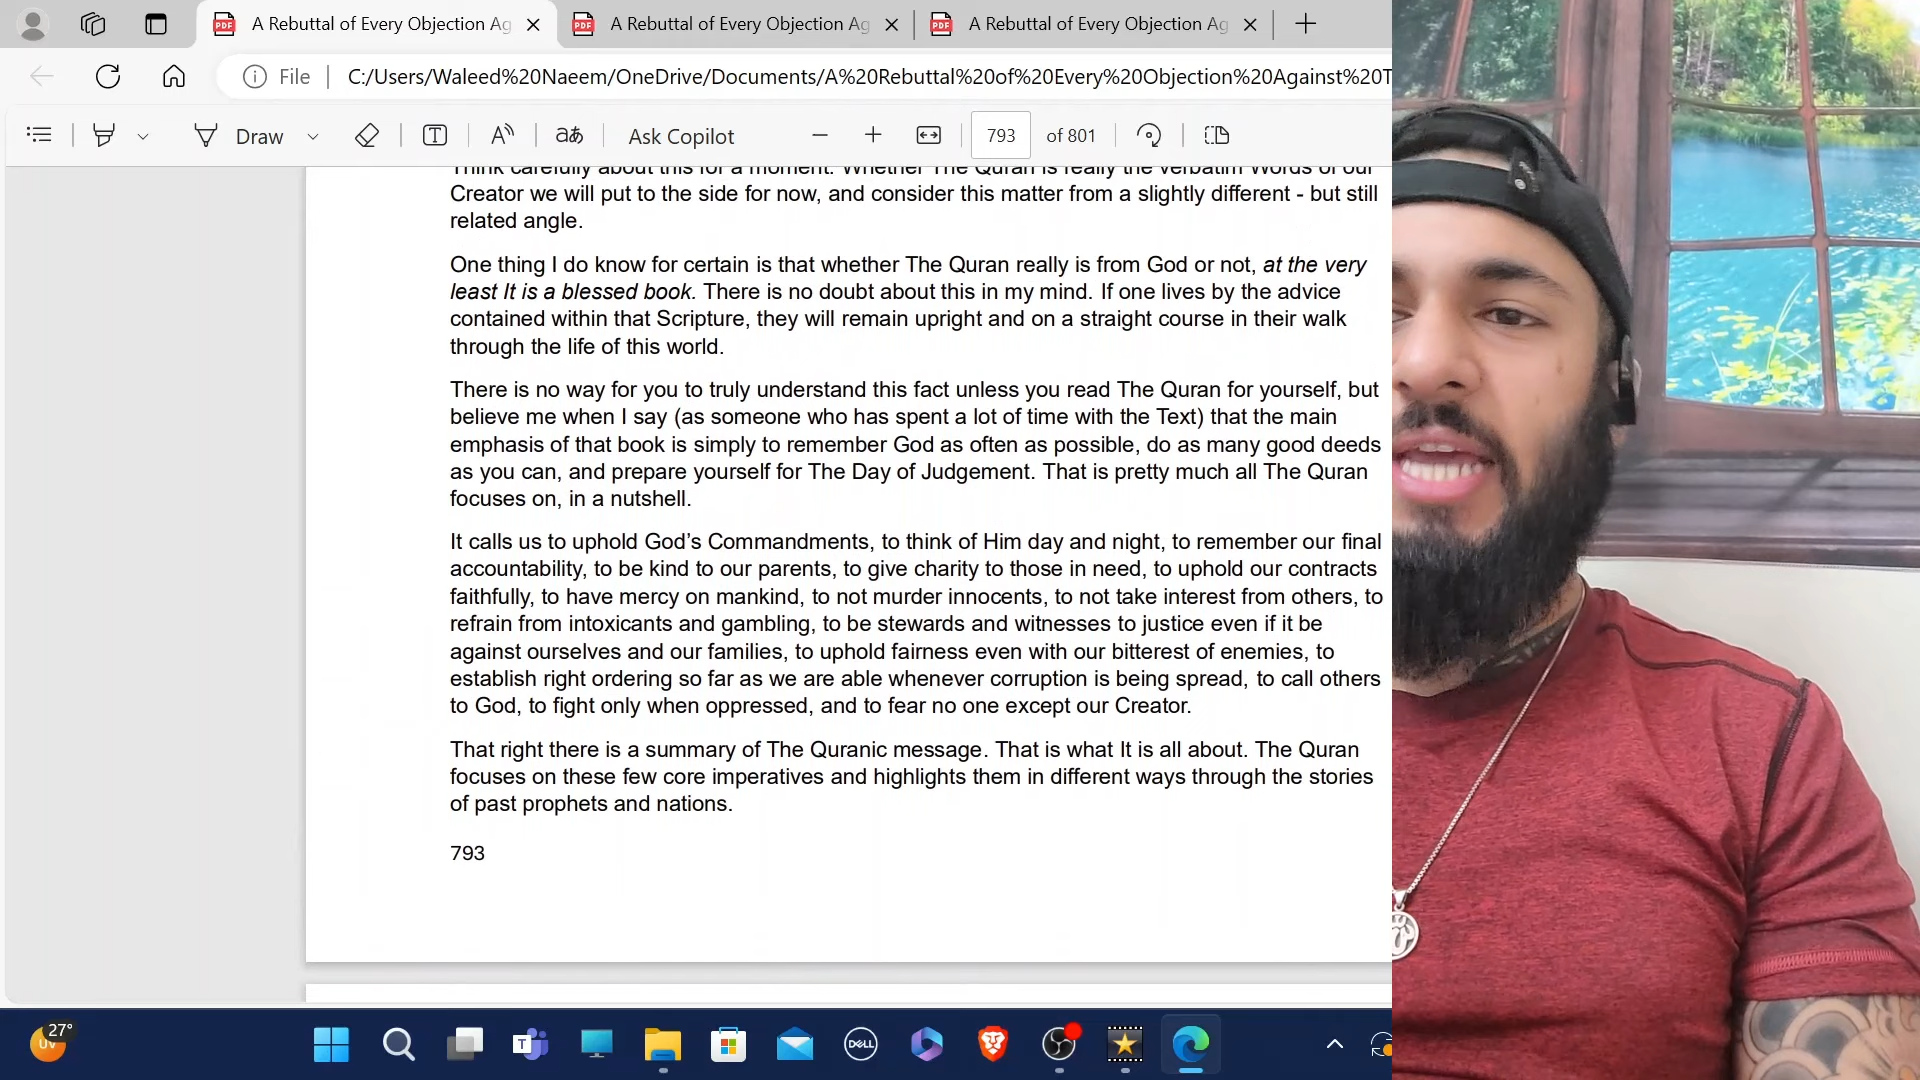 A Rebuttal of Every Objection Ag
A Rebuttal of Every Objection Ag
A Rebuttal of Every Objection Ag
File
C:/Users/Waleed%20Naeem/OneDrive/Documents/A%20Rebuttal%20of%20Every%20Objection%20Against%20T
Draw
Ask Copilot
793 of 801
Think carefully about this for a moment. Whether The Quran is really the verbatim Words of our
Creator we will put to the side for now, and consider this matter from a slightly different - but still
related angle.
One thing I do know for certain is that whether The Quran really is from God or not, at the very
least It is a blessed book. There is no doubt about this in my mind. If one lives by the advice
contained within that Scripture, they will remain upright and on a straight course in their walk
through the life of this world.
There is no way for you to truly understand this fact unless you read The Quran for yourself, but
believe me when I say (as someone who has spent a lot of time with the Text) that the main
emphasis of that book is simply to remember God as often as possible, do as many good deeds
as you can, and prepare yourself for The Day of Judgement. That is pretty much all The Quran
focuses on, in a nutshell.
It calls us to uphold God’s Commandments, to think of Him day and night, to remember our final
accountability, to be kind to our parents, to give charity to those in need, to uphold our contracts
faithfully, to have mercy on mankind, to not murder innocents, to not take interest from others, to
refrain from intoxicants and gambling, to be stewards and witnesses to justice even if it be
against ourselves and our families, to uphold fairness even with our bitterest of enemies, to
establish right ordering so far as we are able whenever corruption is being spread, to call others
to God, to fight only when oppressed, and to fear no one except our Creator.
That right there is a summary of The Quranic message. That is what It is all about. The Quran
focuses on these few core imperatives and highlights them in different ways through the stories
of past prophets and nations.
793
27°
UV
DELL